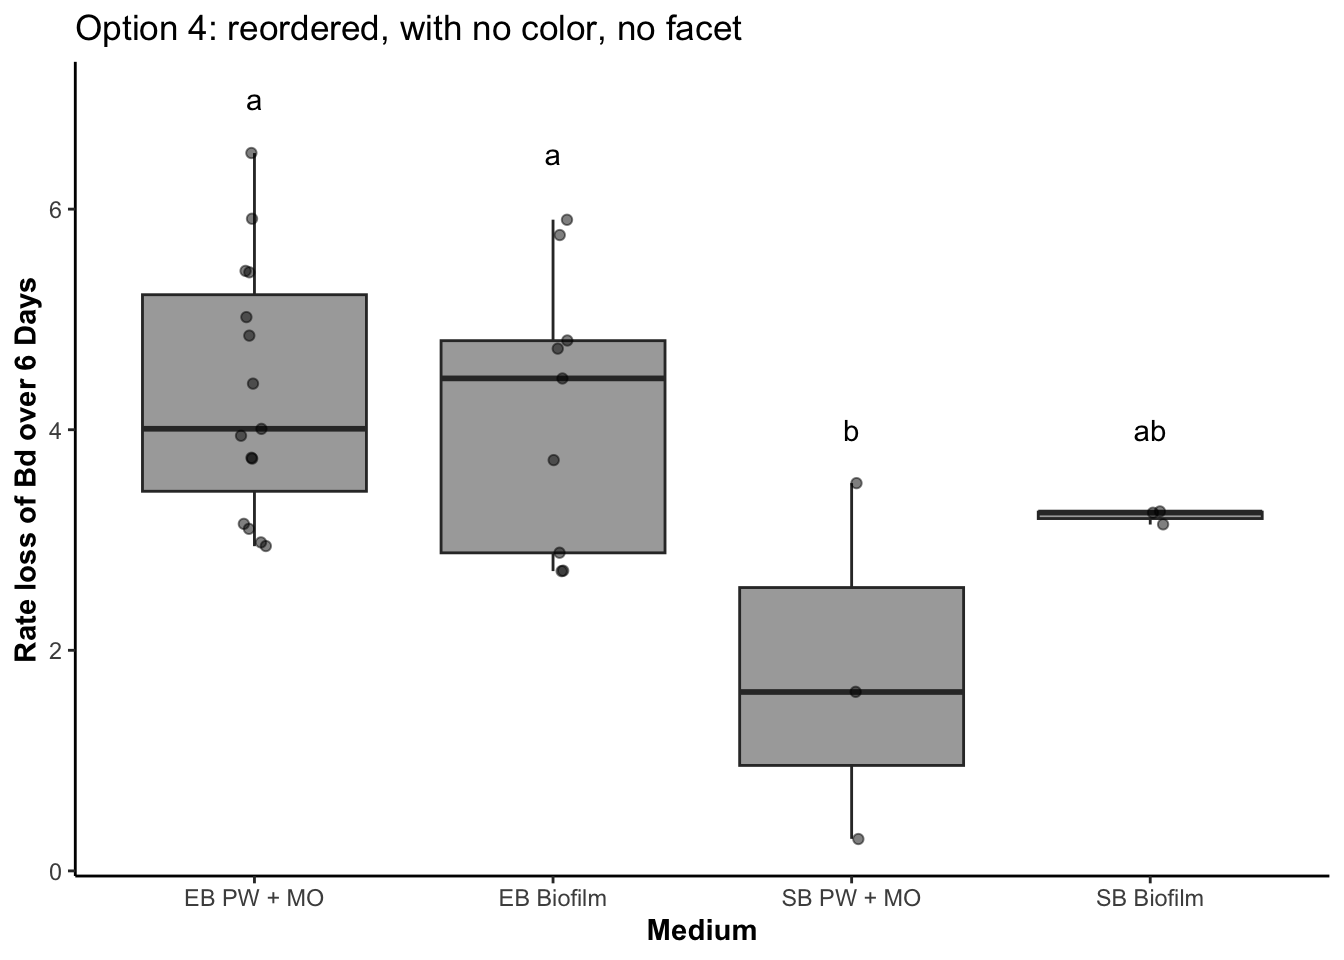 Option 4: reordered, with no color, no facet
a
a
b
ab
Rate loss of Bd over 6 Days
6
4
2
0
EB PW + MO
EB Biofilm
SB PW + MO
SB Biofilm
Medium